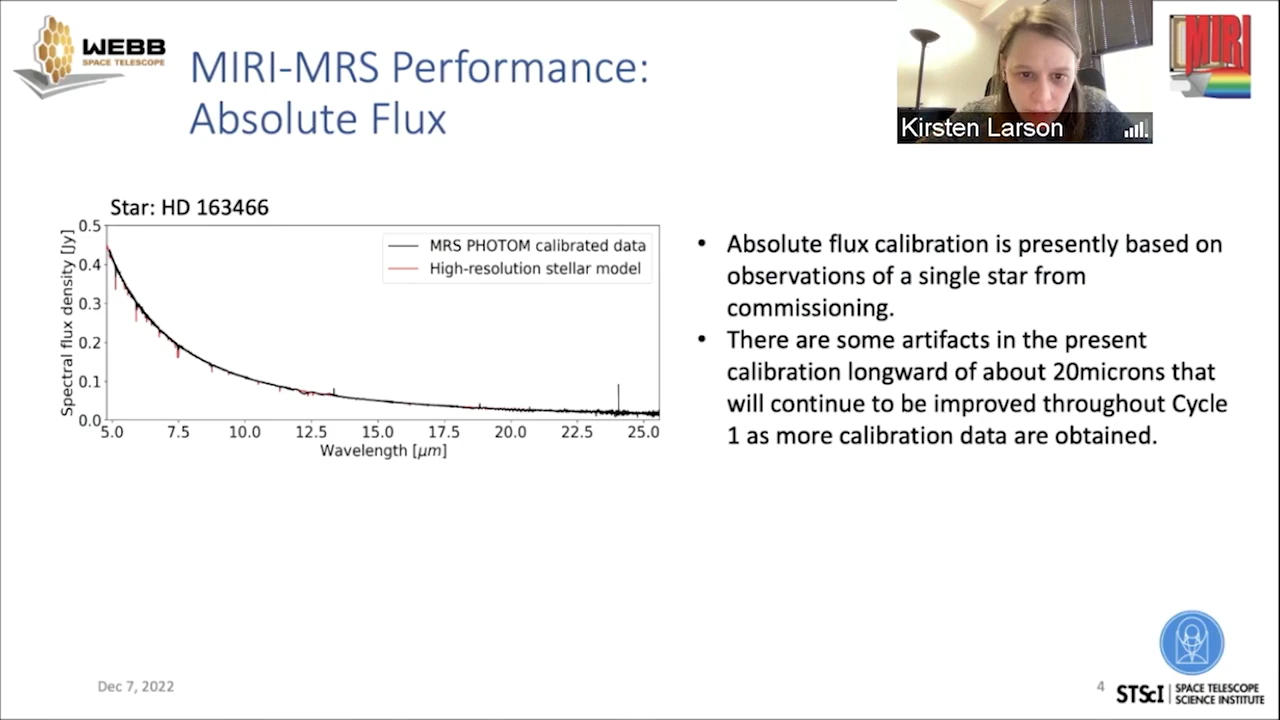 WEBB
SPACE TELESCOPE
MIRI-MRS Performance:
Absolute Flux
Kirsten Larson
MIRI
Star: HD 163466
0.5
0.4
0.3
0.2
0.1
0.0
Spectral flux density [Jy]
MRS PHOTOM calibrated data
High-resolution stellar model
5.0 7.5 10.0 12.5 15.0 17.5 20.0 22.5 25.0
Wavelength [μm]
• Absolute flux calibration is presently based on
observations of a single star from
commissioning.
• There are some artifacts in the present
calibration longward of about 20microns that
will continue to be improved throughout Cycle
1 as more calibration data are obtained.
Dec 7, 2022
4
STScI | SPACE TELESCOPE
SCIENCE INSTITUTE